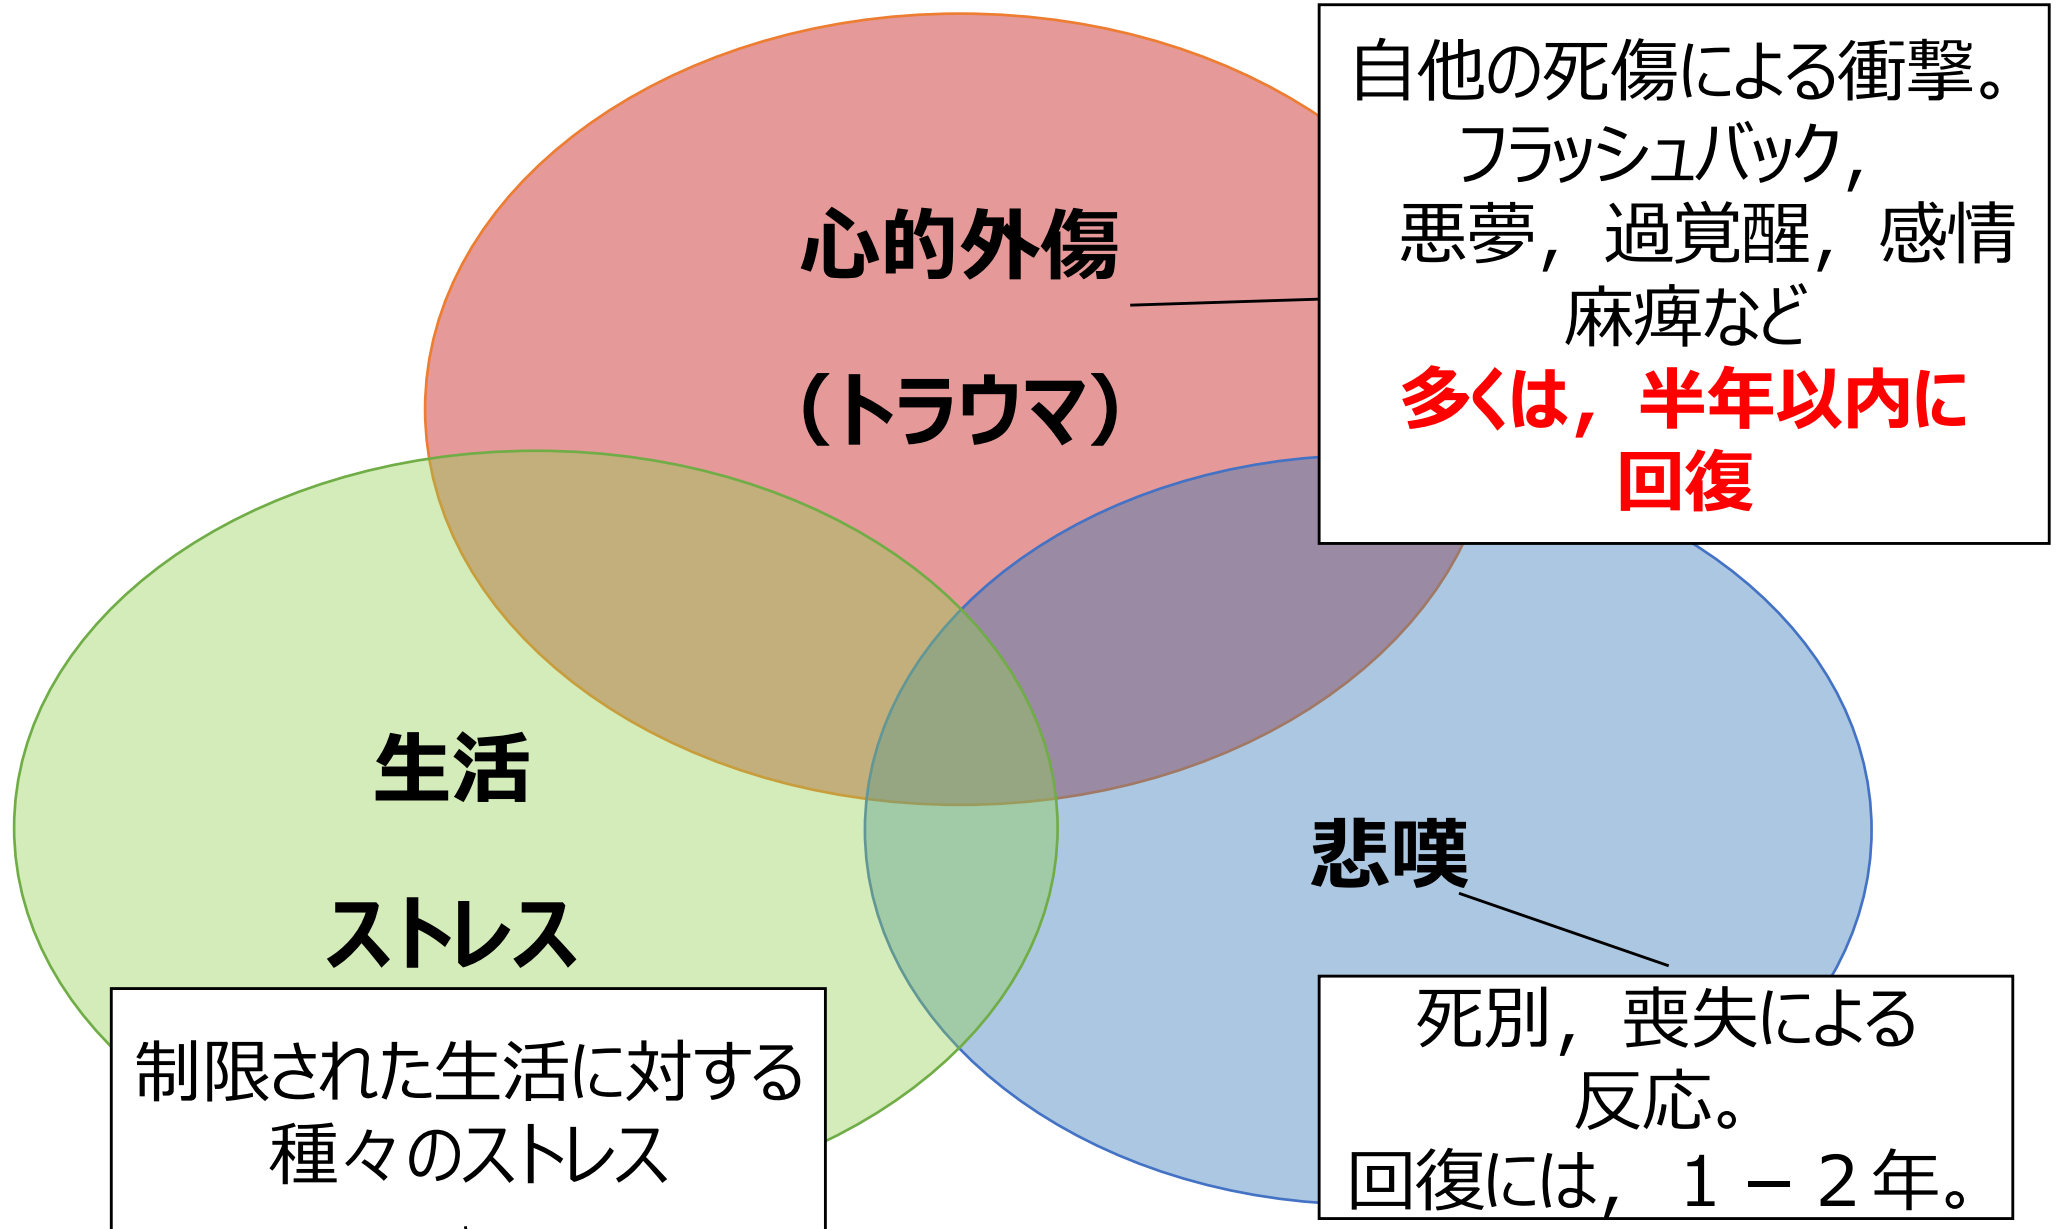 心的外傷
（トラウマ）
自他の死傷による衝撃。
フラッシュバック，
悪夢，過覚醒，感情
麻痺など
多くは，半年以内に
回復
生活
ストレス
制限された生活に対する
種々のストレス
悲嘆
死別，喪失による
反応。
回復には，１－２年。